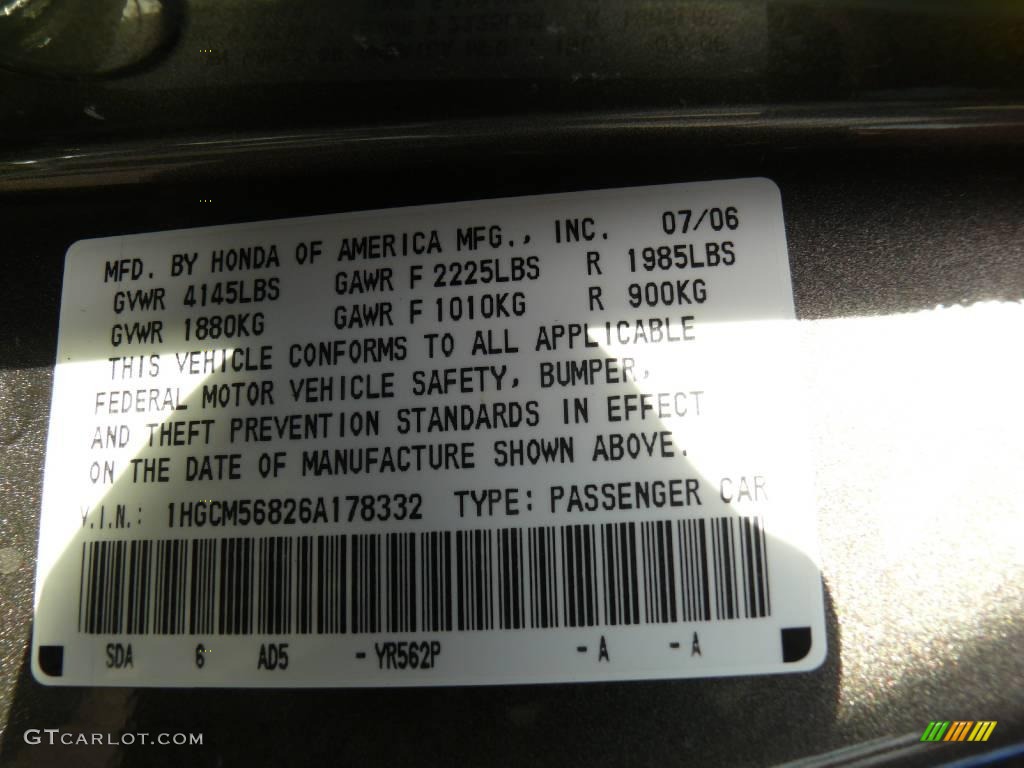 MFD. BY HONDA OF AMERICA MFG., INC. 07/06
GVWR 4145LBS GAWR F 2225LBS R 1985LBS
GVWR 1880KG GAWR F 1010KG R 900KG
THIS VEHICLE CONFORMS TO ALL APPLICABLE
FEDERAL MOTOR VEHICLE SAFETY, BUMPER,
AND THEFT PREVENTION STANDARDS IN EFFECT
ON THE DATE OF MANUFACTURE SHOWN ABOVE.
V.I.N.: 1HGCM56826A178332 TYPE: PASSENGER CAR
SDA 6 AD5 -YR562P -A -A
GTCARLOT.COM